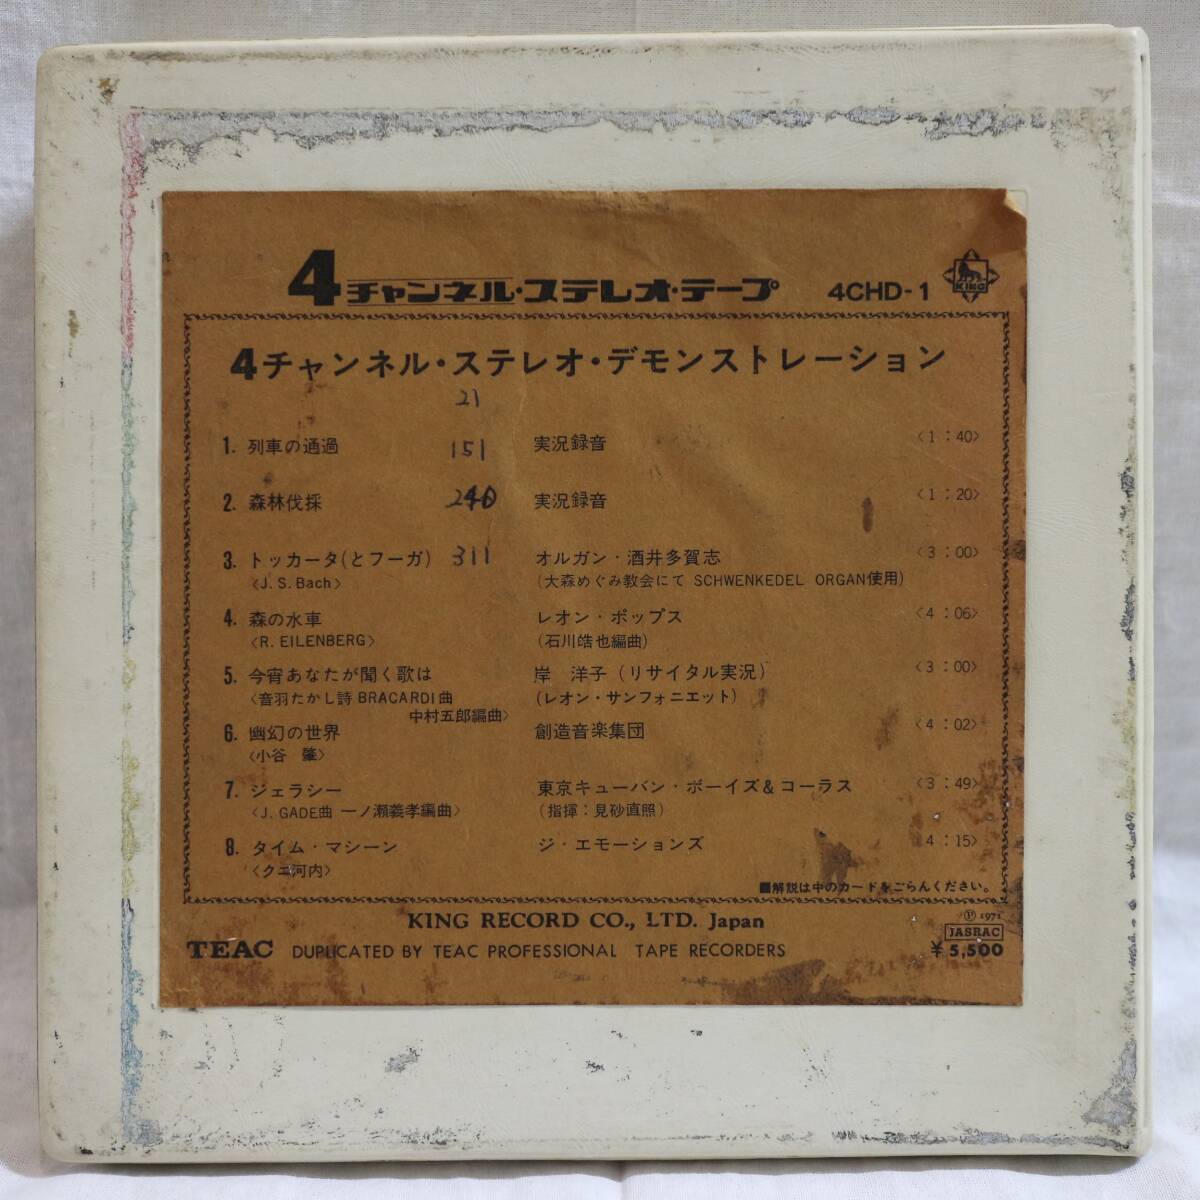 4チャンネル・ステレオ・テープ 4CHD-1 KING
4チャンネル・ステレオ・デモンストレーション
21
1. 列車の通過 151 実況録音 〈1:40〉
2. 森林伐採 240 実況録音 〈1:20〉
3. トッカータ(とフーガ) 311 オルガン・酒井多賀志 〈3:00〉
〈J.S.Bach〉 (大森めぐみ教会にて SCHWENKEDEL ORGAN使用)
4. 森の水車 レオン・ポップス 〈4:06〉
〈R. EILENBERG〉 (石川皓也編曲)
5. 今宵あなたが聞く歌は 岸 洋子(リサイタル実況) 〈3:00〉
〈音羽たかし詩 BRACARDI曲 (レオン・サンフォニエット)
中村五郎編曲〉
6. 幽幻の世界 創造音楽集団 〈4:02〉
〈小谷 肇〉
7. ジェラシー 東京キューバン・ボーイズ&コーラス 〈3:49〉
〈J. GADE曲 一ノ瀬義孝編曲〉 (指揮:見砂直照)
8. タイム・マシーン ジ・エモーションズ 4:15〉
〈クニ河内〉
■解説は中のカードをごらんください。
KING RECORD CO., LTD. Japan Ⓟ1971
JASRAC
TEAC DUPLICATED BY TEAC PROFESSIONAL TAPE RECORDERS ¥5,500